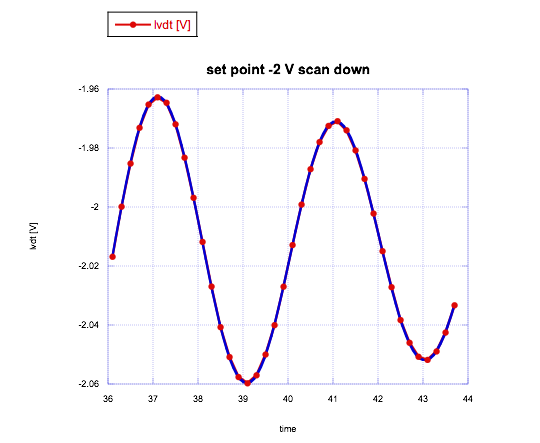 lvdt [V]
set point -2 V scan down
-1.96
-1.98
-2
-2.02
-2.04
-2.06
lvdt [V]
36 37 38 39 40 41 42 43 44
time